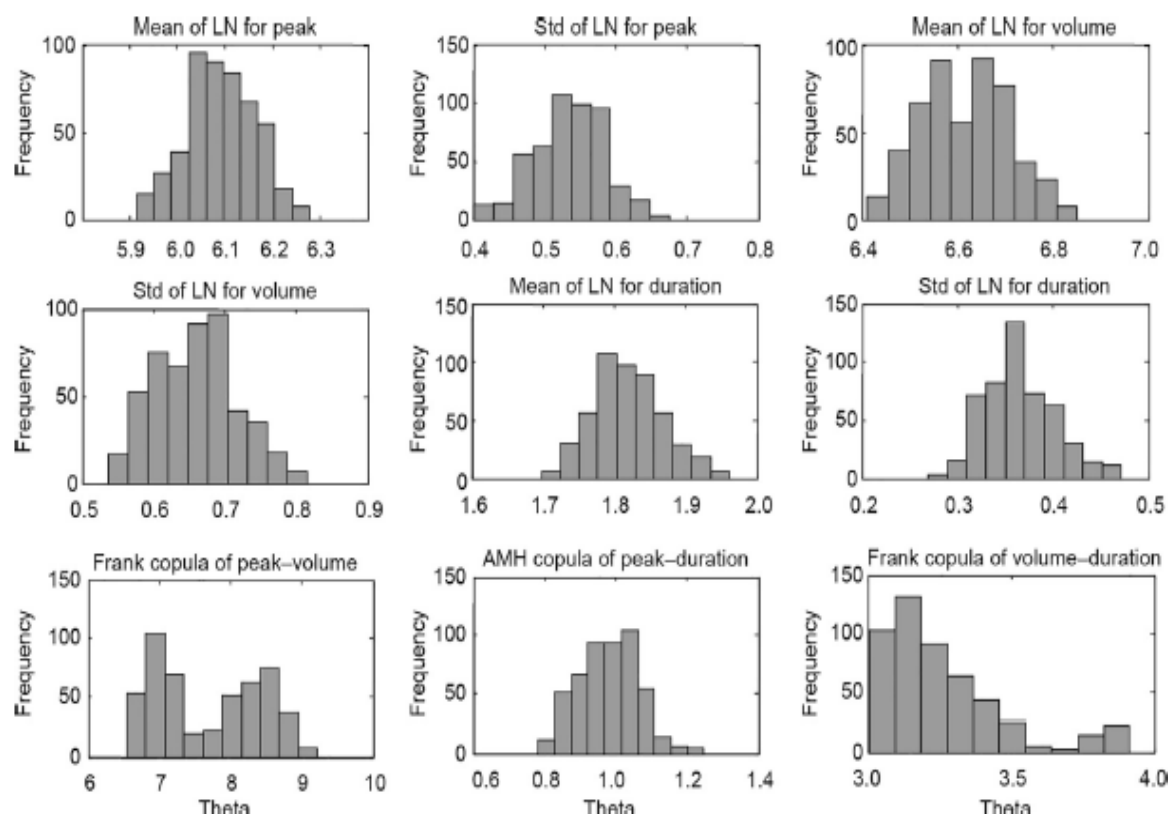 Mean of LN for peak
Std of LN for peak
Mean of LN for volume
Frequency
100
50
0
5.9 6.0 6.1 6.2 6.3
Frequency
150
100
50
0
0.4 0.5 0.6 0.7 0.8
Frequency
100
50
0
6.4 6.6 6.8 7.0
Std of LN for volume
Mean of LN for duration
Std of LN for duration
Frequency
100
50
0
0.5 0.6 0.7 0.8 0.9
Frequency
150
100
50
0
1.6 1.7 1.8 1.9 2.0
Frequency
150
100
50
0
0.2 0.3 0.4 0.5
Frank copula of peak–volume
AMH copula of peak–duration
Frank copula of volume–duration
Frequency
150
100
50
0
6 7 8 9 10
Theta
Frequency
150
100
50
0
0.6 0.8 1.0 1.2 1.4
Theta
Frequency
150
100
50
0
3.0 3.5 4.0
Theta